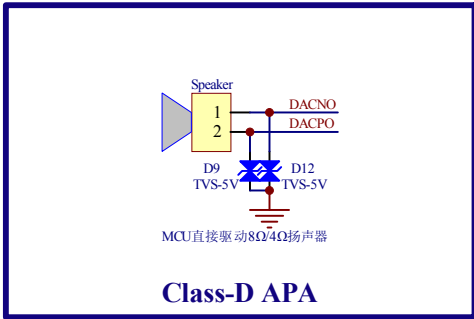 Speaker
1 DACNO
2 DACPO
D9 D12
TVS-5V TVS-5V
MCU直接驱动8Ω/4Ω扬声器
Class-D APA